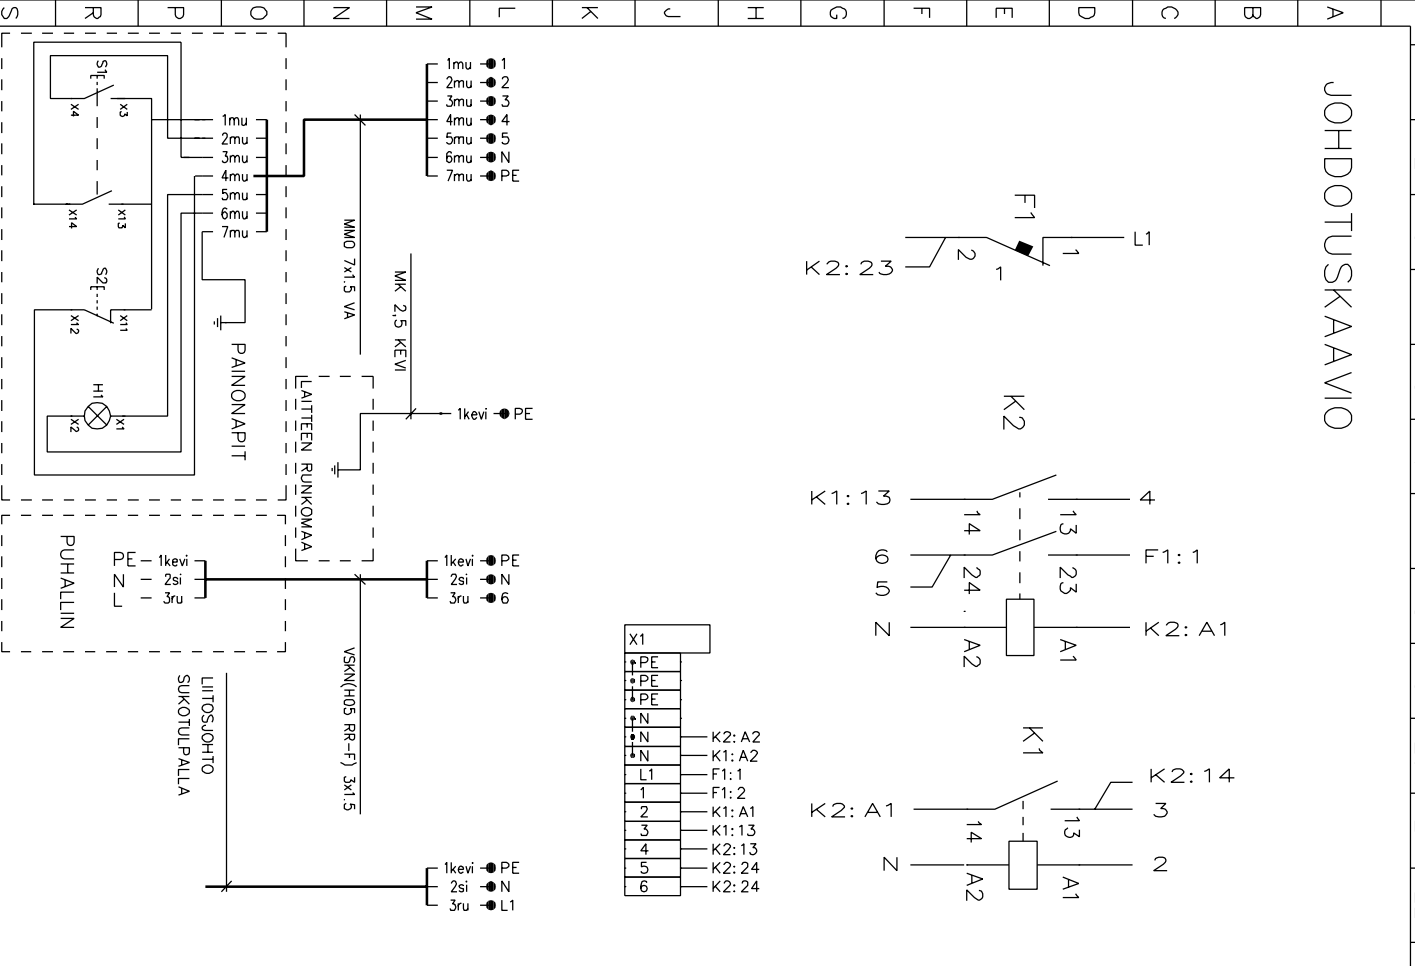 S R P O N M L K J H G F E D C B A
JOHDOTUSKAAVIO
1mu 1
2mu 2
3mu 3
4mu 4
5mu 5
6mu N
7mu PE
S1
X4 X3
X14 X13
1mu
2mu
3mu
4mu
5mu
6mu
7mu
S2
X12 X11
H1
X2 X1
PAINONAPIT
MMO 7x1.5 VA
MK 2,5 KEVI
LAITTEEN RUNKOMAA
1kevi PE
PUHALLIN
PE 1kevi
N 2si
L 3ru
1kevi PE
2si N
3ru 6
VSKN(H05 RR-F) 3x1.5
LIITOSJOHTO
SUKOTULPALLA
1kevi PE
2si N
3ru L1
X1
PE
PE
PE
N
N K2:A2
N K1:A2
L1 F1:1
1 F1:2
2 K1:A1
3 K1:13
4 K2:13
5 K2:24
6 K2:24
F1
L1
2 1 1
K2:23
K2
K1:13 14 13 4
6 24 23 F1:1
5
N A2 A1 K2:A1
K1
K2:14
K2:A1 14 13 3
N A2 A1 2